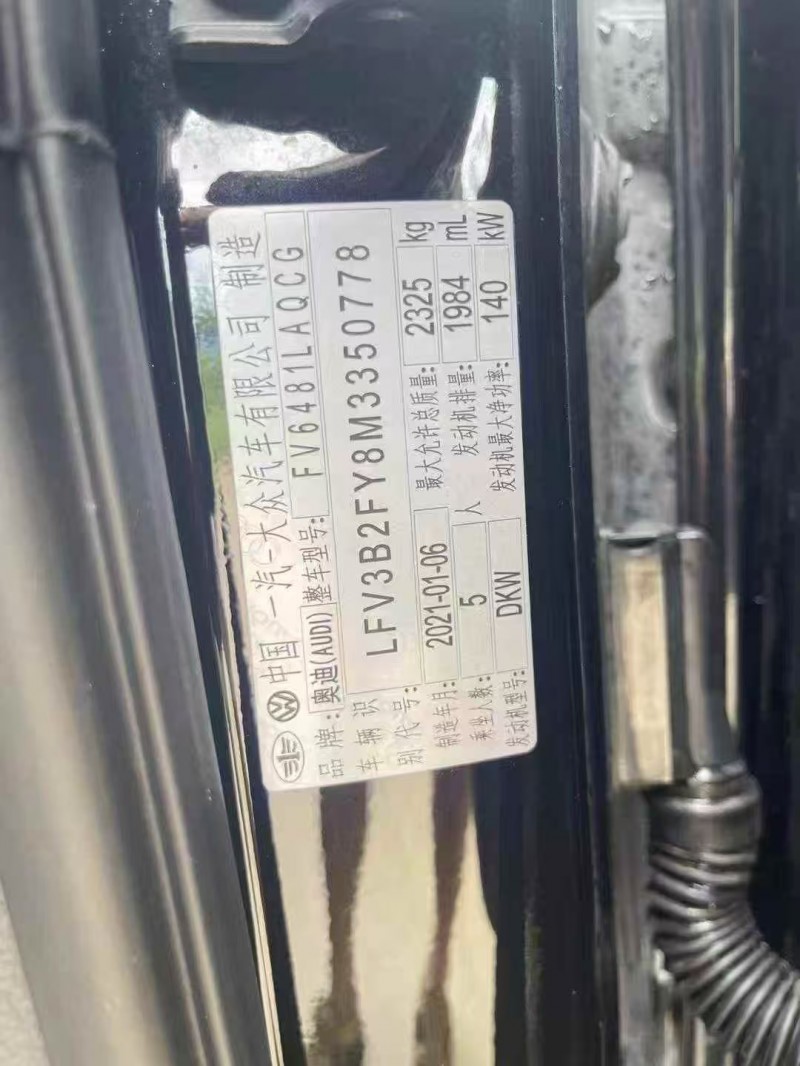 中国 一汽-大众汽车有限公司 制造
品牌: 奥迪(AUDI) 整车型号: FV6481LAQCG
车辆识别代号: LFV3B2FY8M3350778
制造年月: 2021-01-06 最大允许总质量: 2325 kg
乘坐人数: 5 人 发动机排量: 1984 mL
发动机型号: DKW 发动机最大净功率: 140 kW